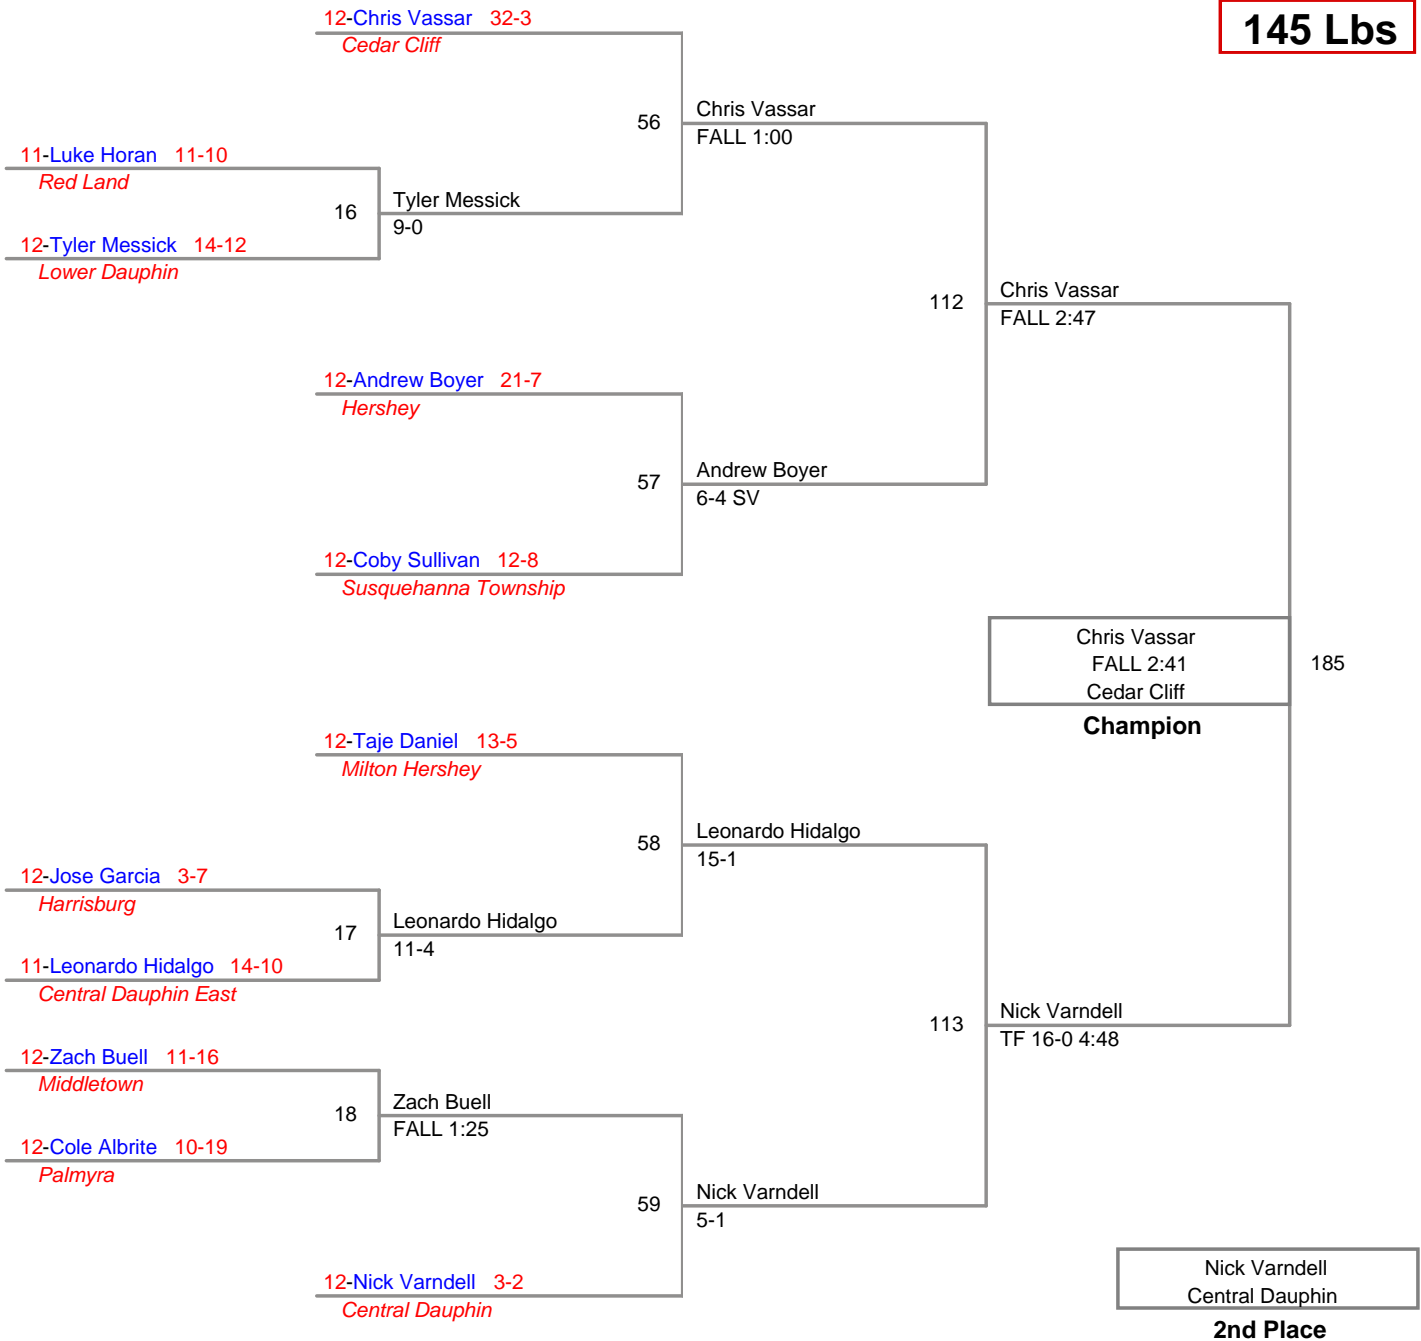 145 Lbs
12-Chris Vassar 32-3
Cedar Cliff
56
Chris Vassar
FALL 1:00
11-Luke Horan 11-10
Red Land
16
Tyler Messick
9-0
12-Tyler Messick 14-12
Lower Dauphin
112
Chris Vassar
FALL 2:47
12-Andrew Boyer 21-7
Hershey
57
Andrew Boyer
6-4 SV
12-Coby Sullivan 12-8
Susquehanna Township
Chris Vassar
FALL 2:41
Cedar Cliff
185
Champion
12-Taje Daniel 13-5
Milton Hershey
58
Leonardo Hidalgo
15-1
12-Jose Garcia 3-7
Harrisburg
17
Leonardo Hidalgo
11-4
11-Leonardo Hidalgo 14-10
Central Dauphin East
113
Nick Varndell
TF 16-0 4:48
12-Zach Buell 11-16
Middletown
18
Zach Buell
FALL 1:25
12-Cole Albrite 10-19
Palmyra
59
Nick Varndell
5-1
12-Nick Varndell 3-2
Central Dauphin
Nick Varndell
Central Dauphin
2nd Place